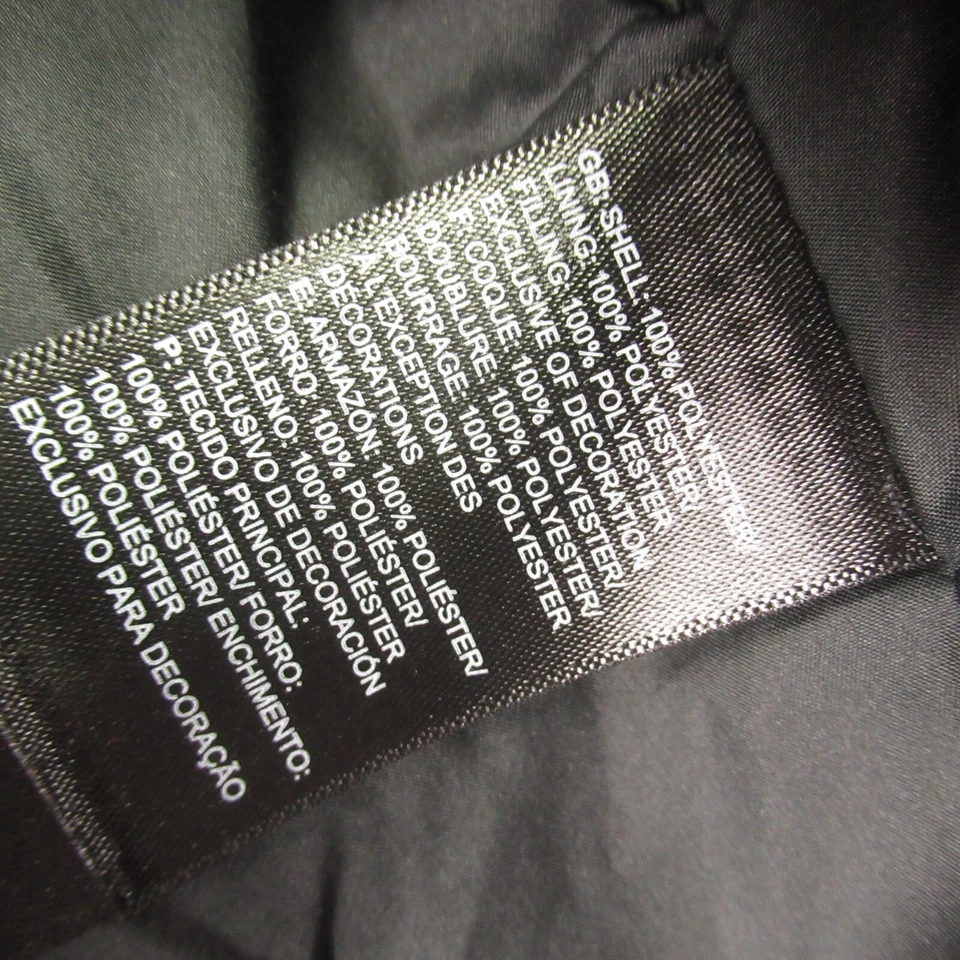 GB: SHELL: 100% POLYESTER/
LINING: 100% POLYESTER/
FILLING: 100% POLYESTER
EXCLUSIVE OF DECORATION
F: COQUE: 100% POLYESTER/
DOUBLURE: 100% POLYESTER/
BOURRAGE: 100% POLYESTER
À L'EXCEPTION DES
DÉCORATIONS
E: ARMAZÓN: 100% POLIÉSTER/
FORRO: 100% POLIÉSTER/
RELLENO: 100% POLIÉSTER
EXCLUSIVO DE DECORACIÓN
P: TECIDO PRINCIPAL:
100% POLIÉSTER/ FORRO:
100% POLIÉSTER/ ENCHIMENTO:
100% POLIÉSTER
EXCLUSIVO PARA DECORAÇÃO